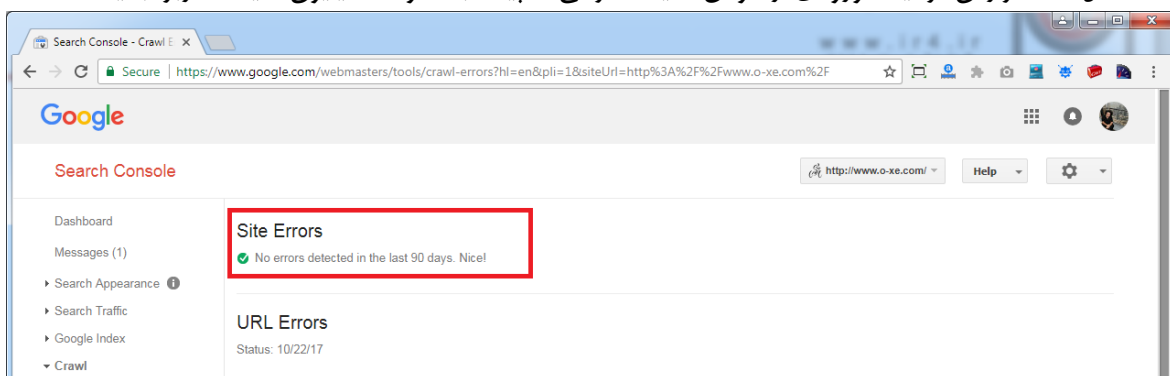 Search Console - Crawl E
www.ir4.ir
Secure | https://www.google.com/webmasters/tools/crawl-errors?hl=en&pli=1&siteUrl=http%3A%2F%2Fwww.o-xe.com%2F
Google
Search Console
http://www.o-xe.com/
Help
Dashboard
Messages (1)
Search Appearance
Search Traffic
Google Index
Crawl
Site Errors
No errors detected in the last 90 days. Nice!
URL Errors
Status: 10/22/17